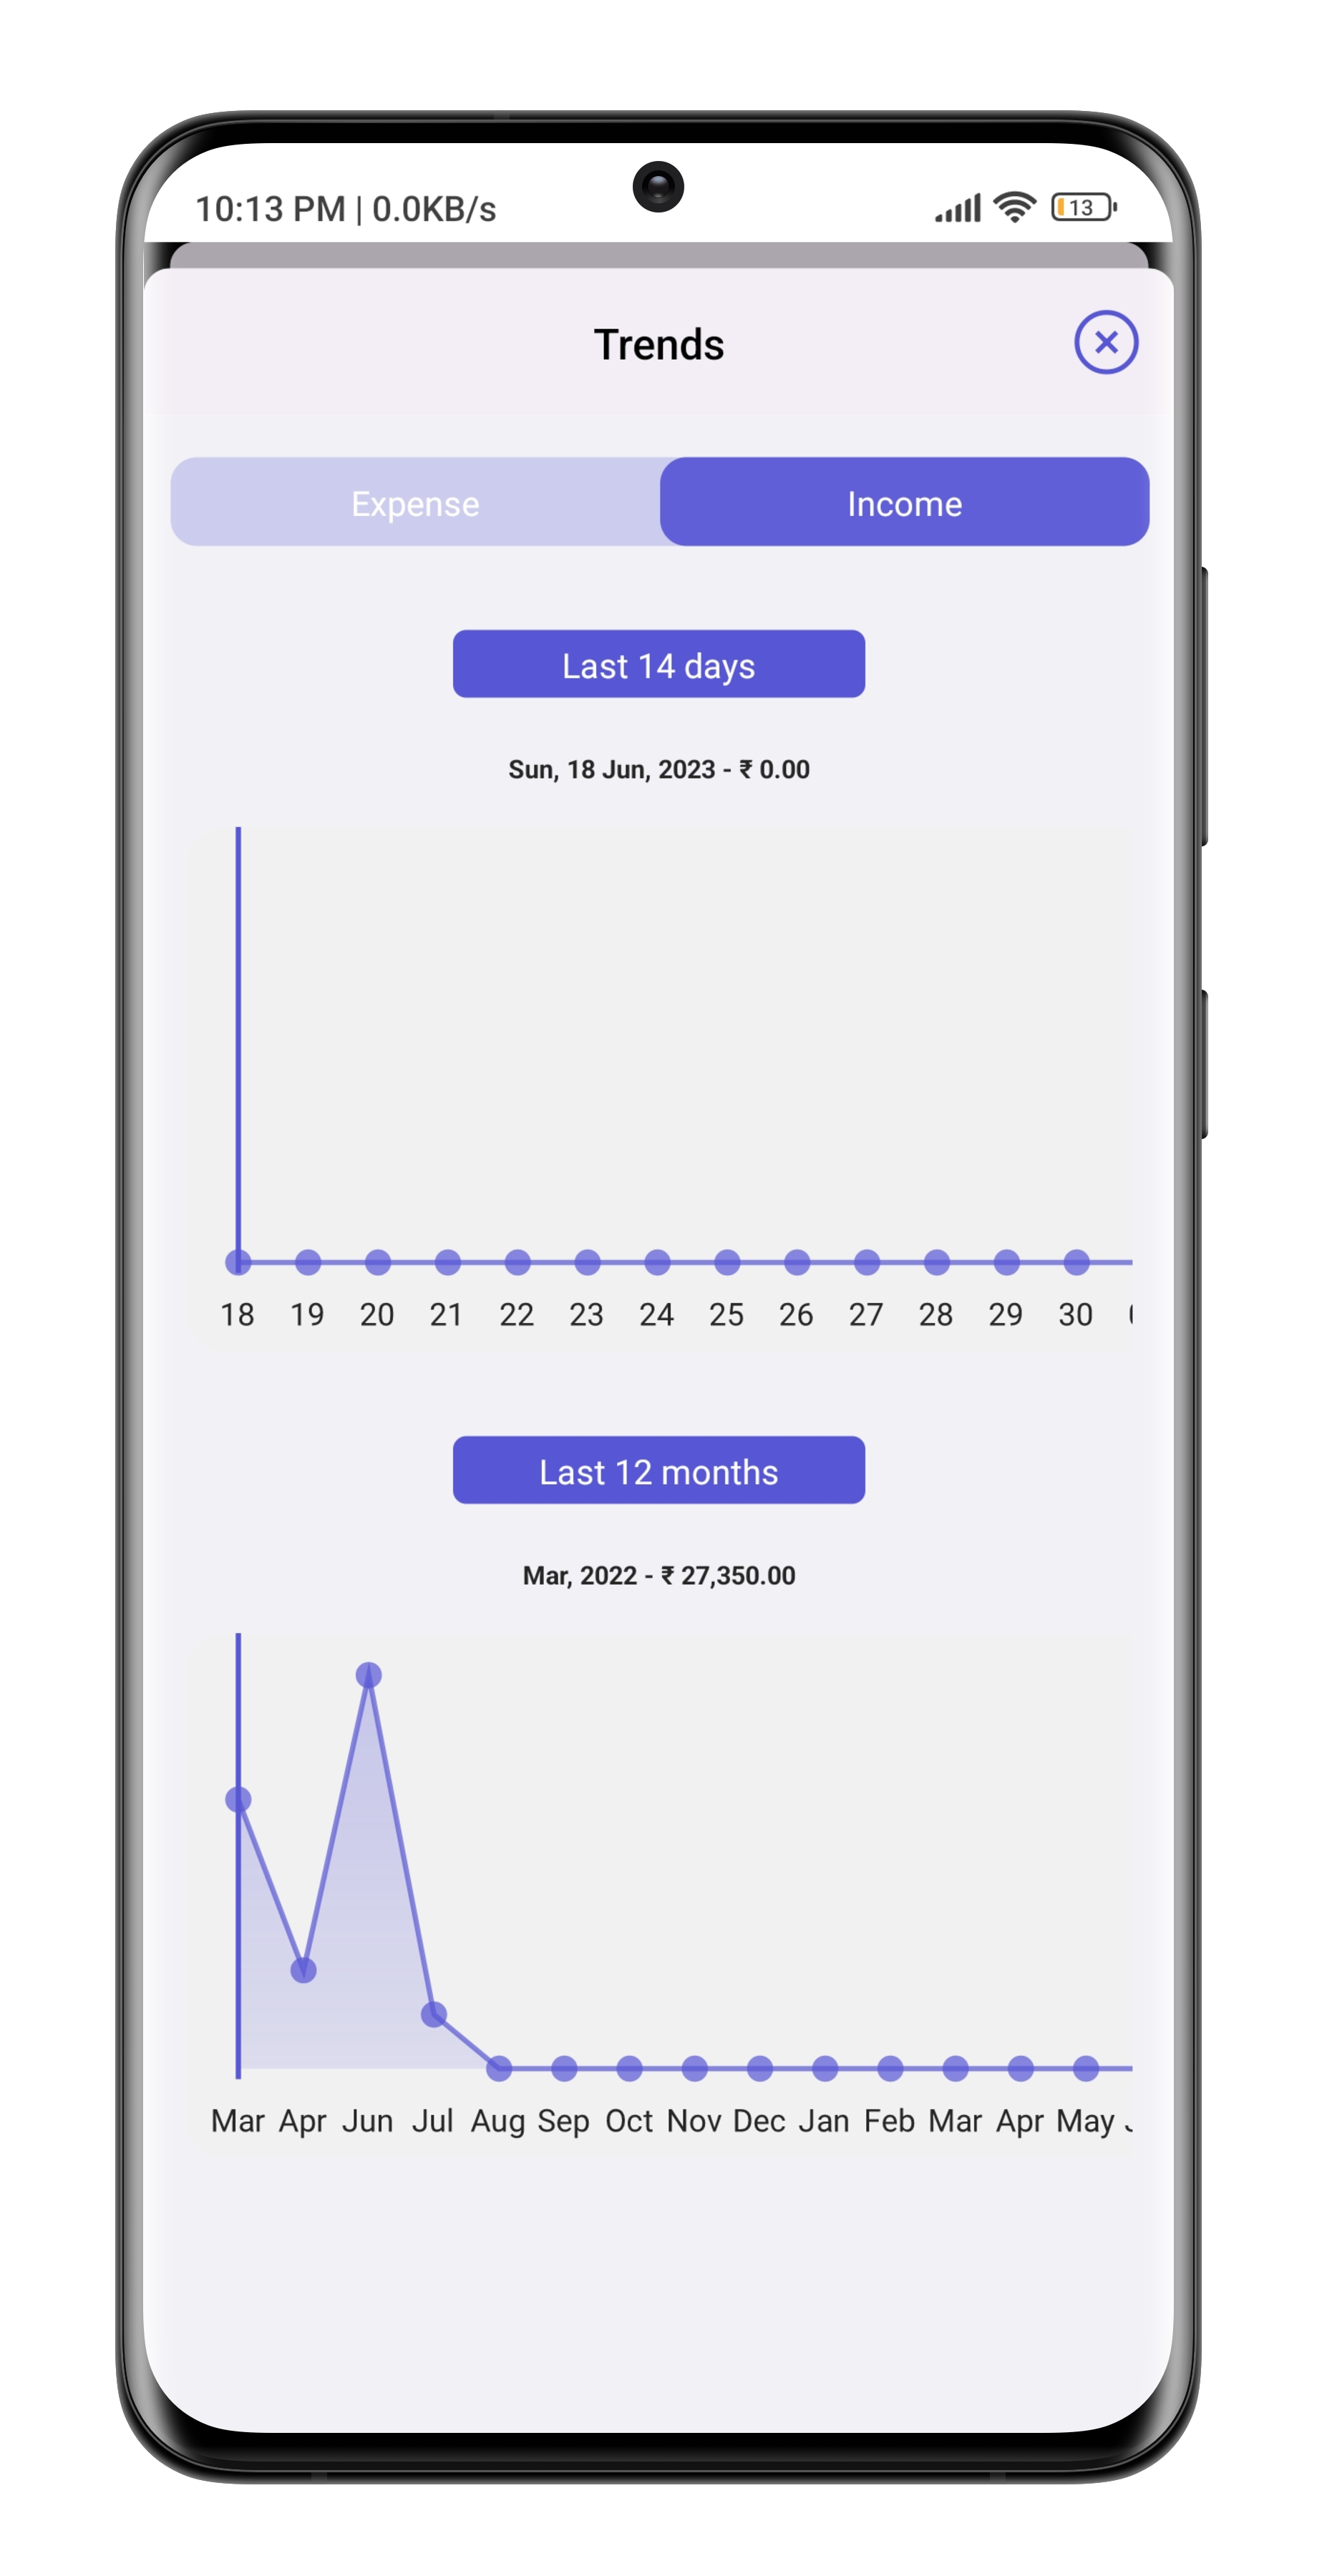 10:13 PM | 0.0KB/s 13
Trends
Expense Income
Last 14 days
Sun, 18 Jun, 2023 - ₹ 0.00
18 19 20 21 22 23 24 25 26 27 28 29 30
Last 12 months
Mar, 2022 - ₹ 27,350.00
Mar Apr Jun Jul Aug Sep Oct Nov Dec Jan Feb Mar Apr May